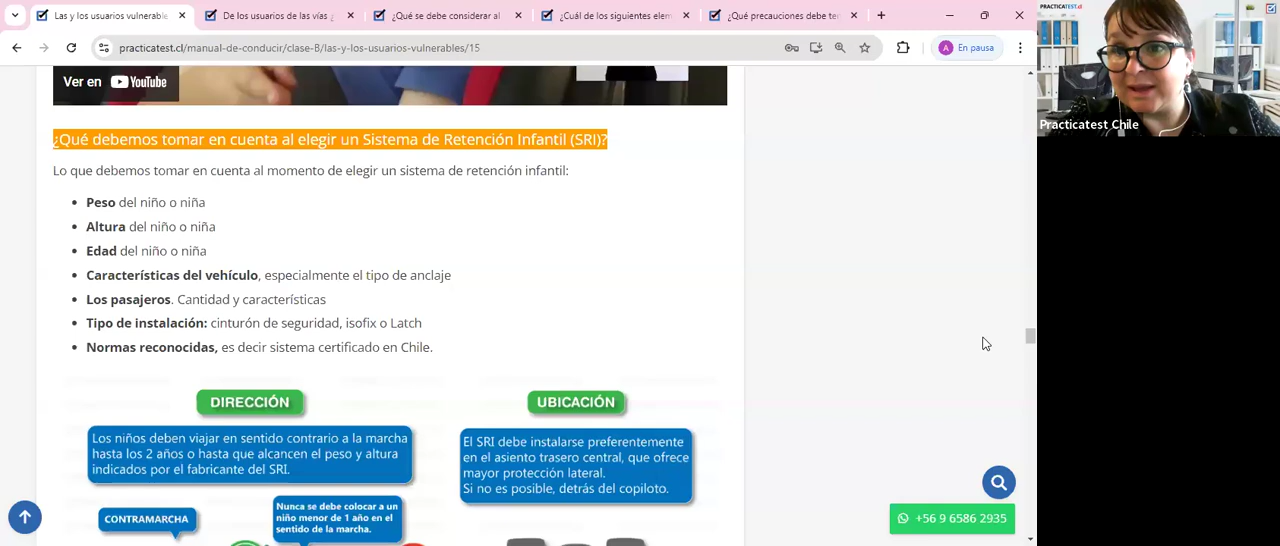 Las y los usuarios vulnerable
De los usuarios de las vías ¿
¿Qué se debe considerar al
¿Cuál de los siguientes elem
¿Qué precauciones debe ten
practicatest.cl/manual-de-conducir/clase-B/las-y-los-usuarios-vulnerables/15
A
En pausa
PRACTICATEST.cl
Practicatest Chile
Ver en YouTube
¿Qué debemos tomar en cuenta al elegir un Sistema de Retención Infantil (SRI)?
Lo que debemos tomar en cuenta al momento de elegir un sistema de retención infantil:
Peso del niño o niña
Altura del niño o niña
Edad del niño o niña
Características del vehículo, especialmente el tipo de anclaje
Los pasajeros. Cantidad y características
Tipo de instalación: cinturón de seguridad, isofix o Latch
Normas reconocidas, es decir sistema certificado en Chile.
DIRECCIÓN
Los niños deben viajar en sentido contrario a la marcha
hasta los 2 años o hasta que alcancen el peso y altura
indicados por el fabricante del SRI.
CONTRAMARCHA
Nunca se debe colocar a un
niño menor de 1 año en el
sentido de la marcha.
UBICACIÓN
El SRI debe instalarse preferentemente
en el asiento trasero central, que ofrece
mayor protección lateral.
Si no es posible, detrás del copiloto.
+56 9 6586 2935